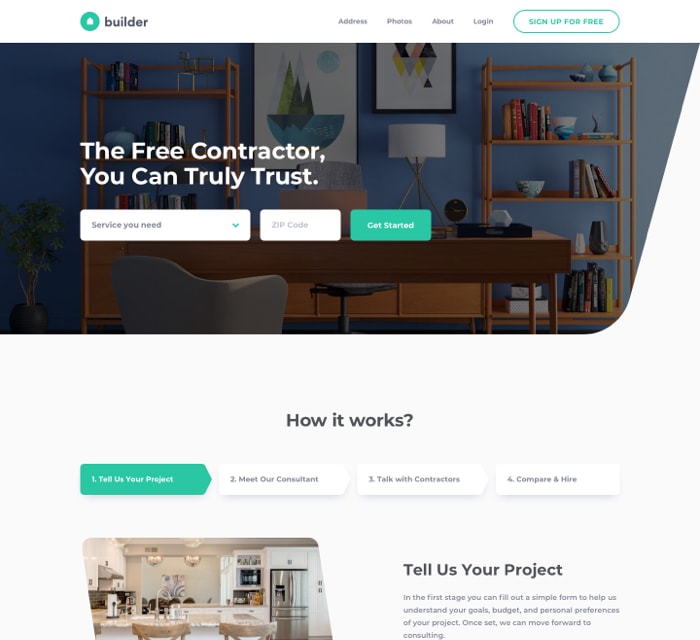 builder
Address
Photos
About
Login
SIGN UP FOR FREE
The Free Contractor,
You Can Truly Trust.
Service you need
ZIP Code
Get Started
How it works?
1. Tell Us Your Project
2. Meet Our Consultant
3. Talk with Contractors
4. Compare & Hire
Tell Us Your Project
In the first stage you can fill out a simple form to help us
understand your goals, budget, and personal preferences
of your project. Once set, we can move forward to
consulting.